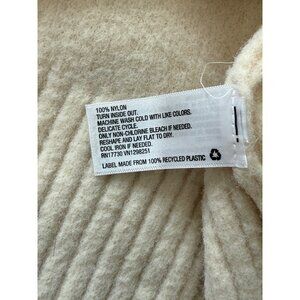 100% NYLON
TURN INSIDE OUT.
MACHINE WASH COLD WITH LIKE COLORS.
DELICATE CYCLE.
ONLY NON-CHLORINE BLEACH IF NEEDED.
RESHAPE AND LAY FLAT TO DRY.
COOL IRON IF NEEDED.
RN17730 VN1298251
LABEL MADE FROM 100% RECYCLED PLASTIC